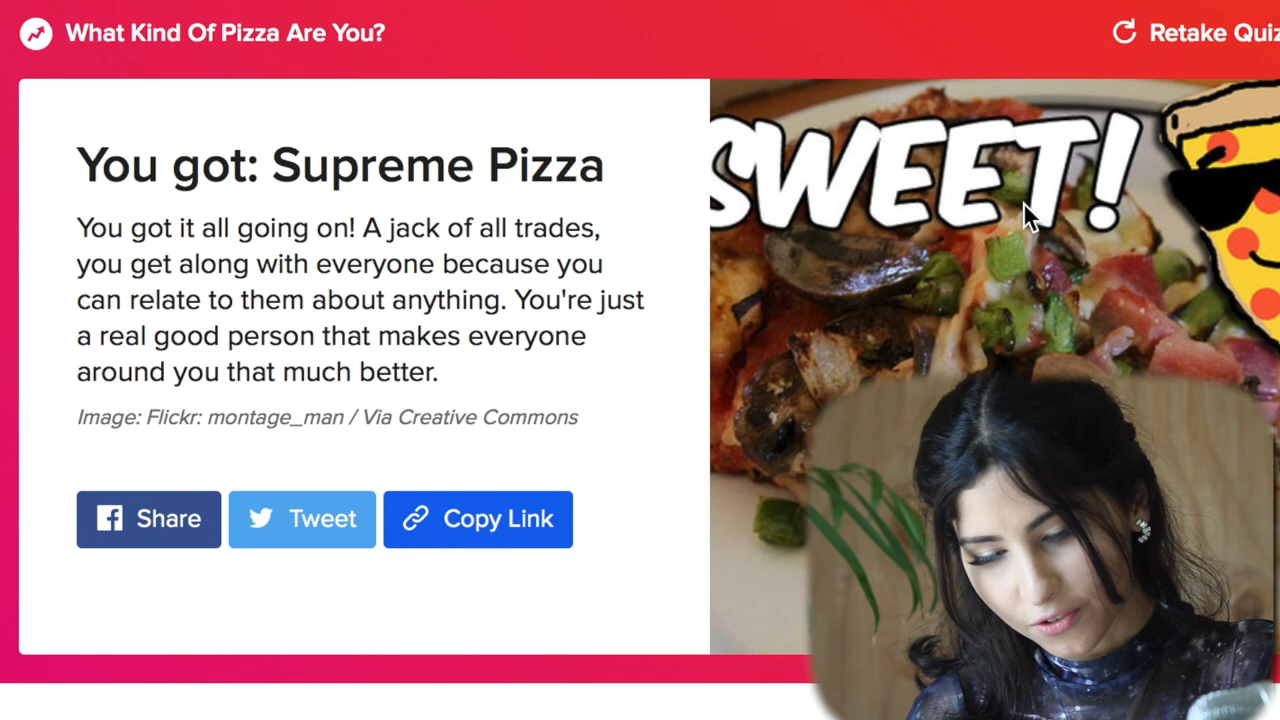 What Kind Of Pizza Are You?
Retake Quiz
You got: Supreme Pizza
You got it all going on! A jack of all trades,
you get along with everyone because you
can relate to them about anything. You're just
a real good person that makes everyone
around you that much better.
Image: Flickr: montage_man / Via Creative Commons
Share
Tweet
Copy Link
SWEET!